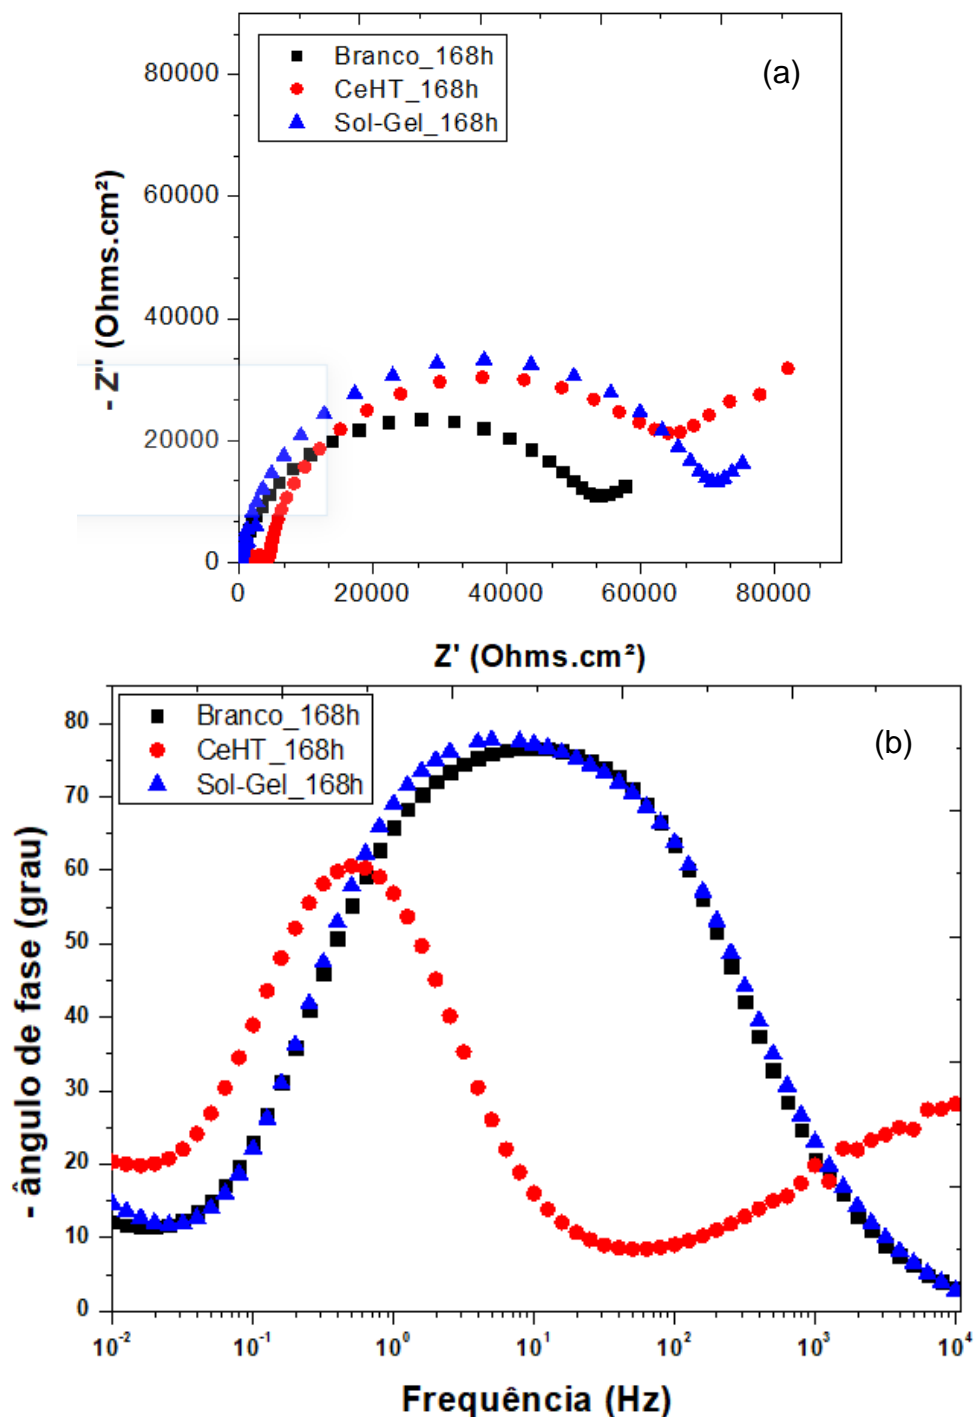 Branco_168h
CeHT_168h
Sol-Gel_168h
(a)
80000
60000
40000
20000
0
- Z'' (Ohms.cm²)
0 20000 40000 60000 80000
Z' (Ohms.cm²)
Branco_168h
CeHT_168h
Sol-Gel_168h
(b)
80
70
60
50
40
30
20
10
0
- ângulo de fase (grau)
10⁻² 10⁻¹ 10⁰ 10¹ 10² 10³ 10⁴
Frequência (Hz)